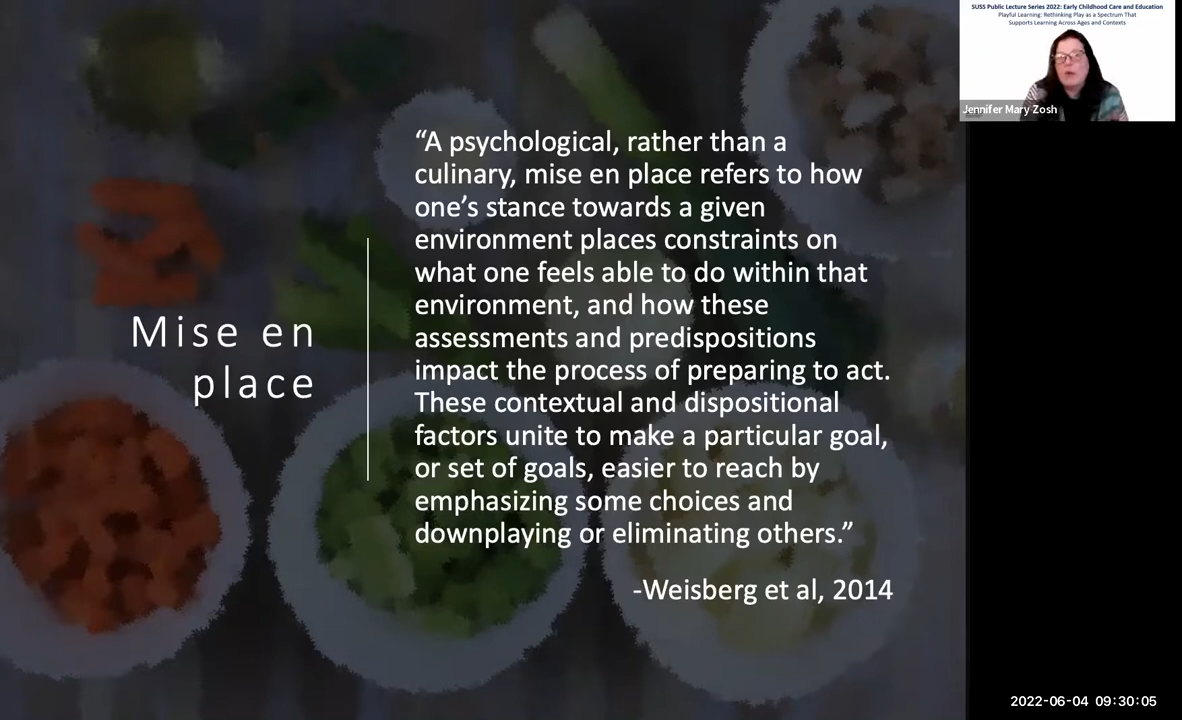 SUSS Public Lecture Series 2022: Early Childhood Care and Education
Playful Learning: Rethinking Play as a Spectrum That
Supports Learning Across Ages and Contexts
Jennifer Mary Zosh
Mise en
place
“A psychological, rather than a
culinary, mise en place refers to how
one’s stance towards a given
environment places constraints on
what one feels able to do within that
environment, and how these
assessments and predispositions
impact the process of preparing to act.
These contextual and dispositional
factors unite to make a particular goal,
or set of goals, easier to reach by
emphasizing some choices and
downplaying or eliminating others.”
-Weisberg et al, 2014
2022-06-04 09:30:05